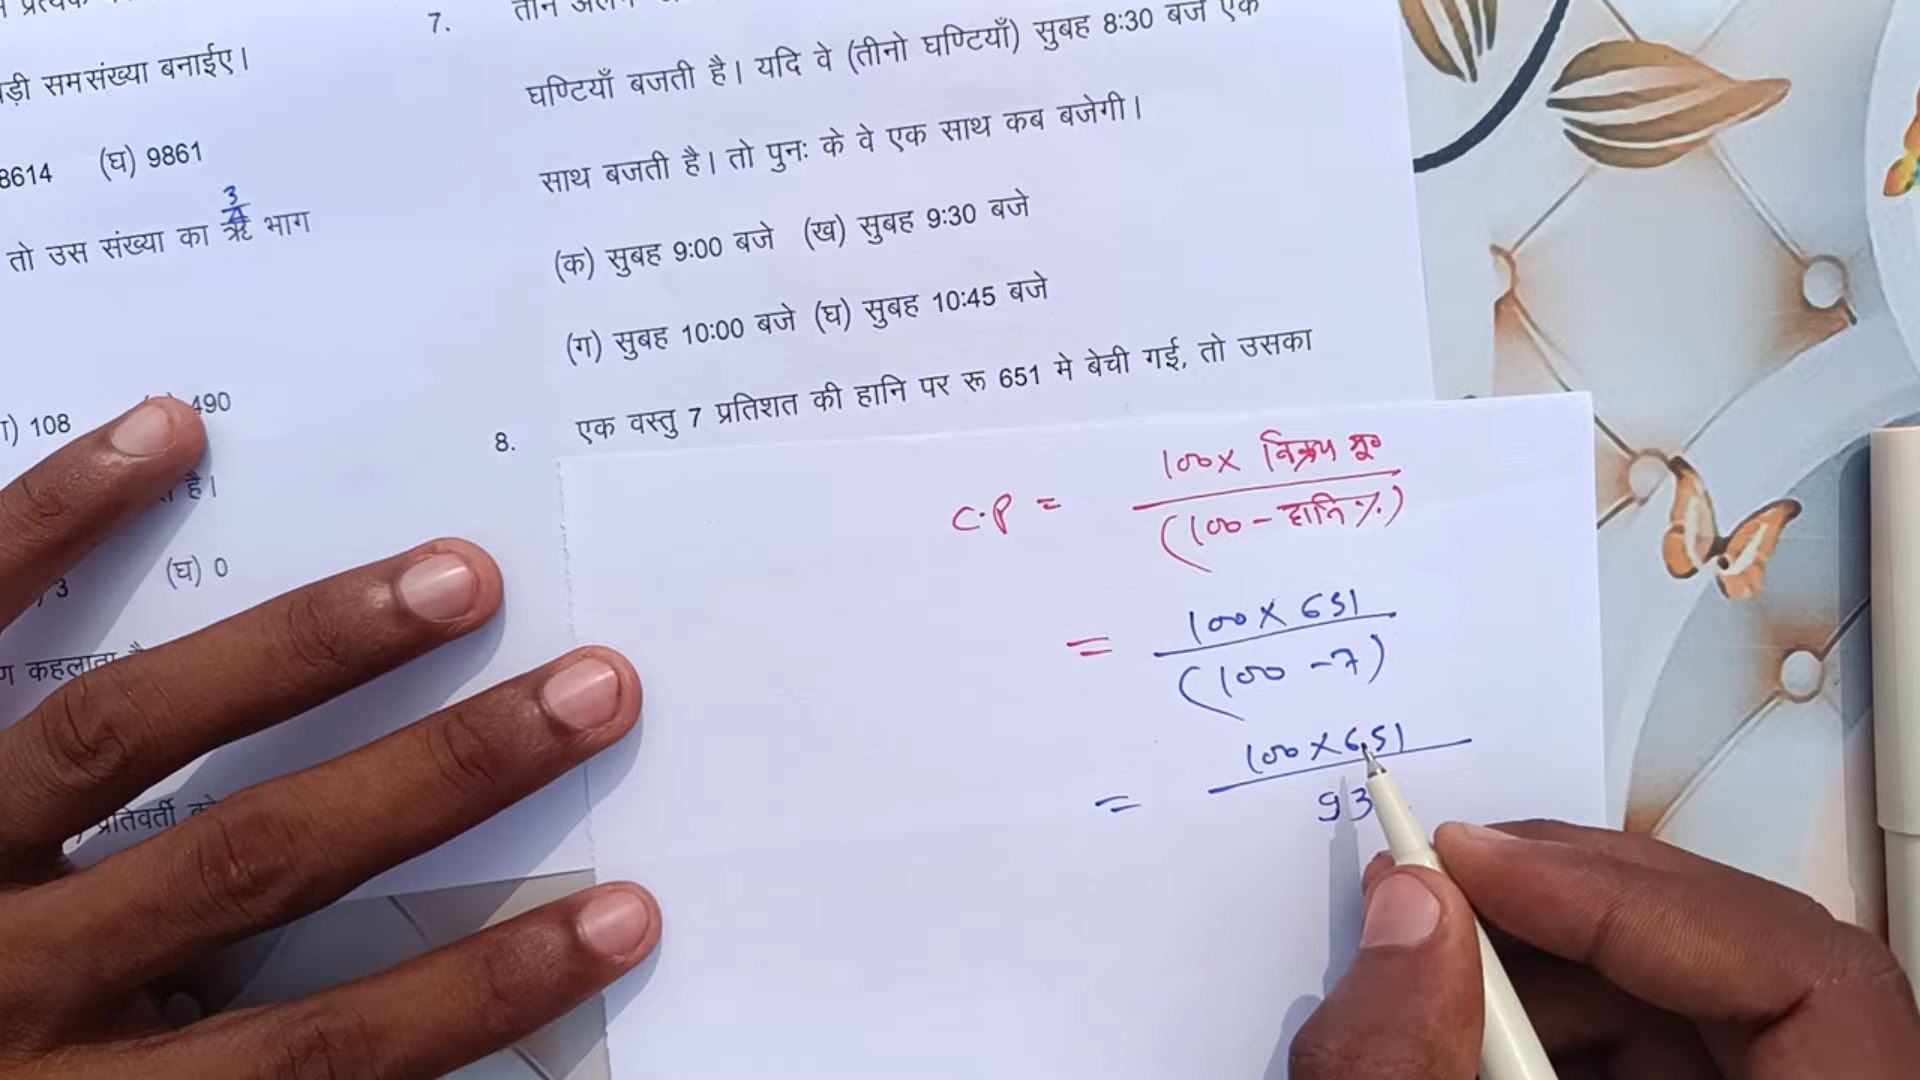 समसंख्या बनाईए।
8614 (घ) 9861
3
4
तो उस संख्या का भाग
108 490
है।
3 (घ) 0
कहलाता
7. तीन
घण्टियाँ बजती है। यदि वे (तीनो घण्टियाँ) सुबह 8:30 बजे एक
साथ बजती है। तो पुनः के वे एक साथ कब बजेगी।
(क) सुबह 9:00 बजे (ख) सुबह 9:30 बजे
(ग) सुबह 10:00 बजे (घ) सुबह 10:45 बजे
8. एक वस्तु 7 प्रतिशत की हानि पर रू 651 मे बेची गई, तो उसका
C.P = 100 x विक्रय मू०
(100 - हानि %)
= 100 x 651
(100 - 7)
= 100 x 651
93